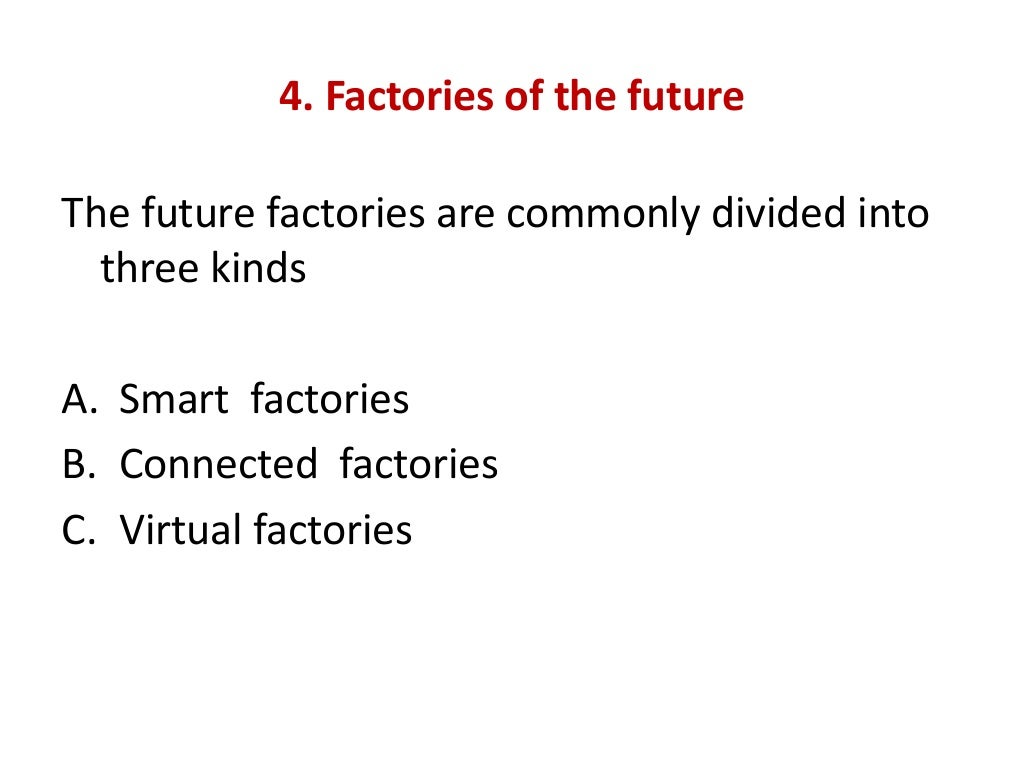 4. Factories of the future
The future factories are commonly divided into
three kinds
A. Smart factories
B. Connected factories
C. Virtual factories